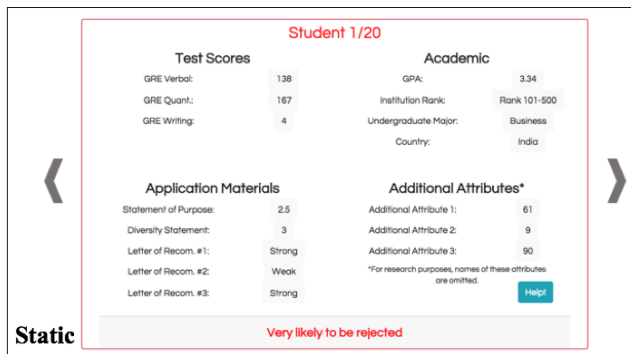 Student 1/20
Test Scores
GRE Verbal: 138
GRE Quant.: 167
GRE Writing: 4
Academic
GPA: 3.34
Institution Rank: Rank 101-500
Undergraduate Major: Business
Country: India
Application Materials
Statement of Purpose: 2.5
Diversity Statement: 3
Letter of Recom. #1: Strong
Letter of Recom. #2: Weak
Letter of Recom. #3: Strong
Additional Attributes*
Additional Attribute 1: 61
Additional Attribute 2: 9
Additional Attribute 3: 90
*For research purposes, names of these attributes
are omitted.
Help!
Static
Very likely to be rejected